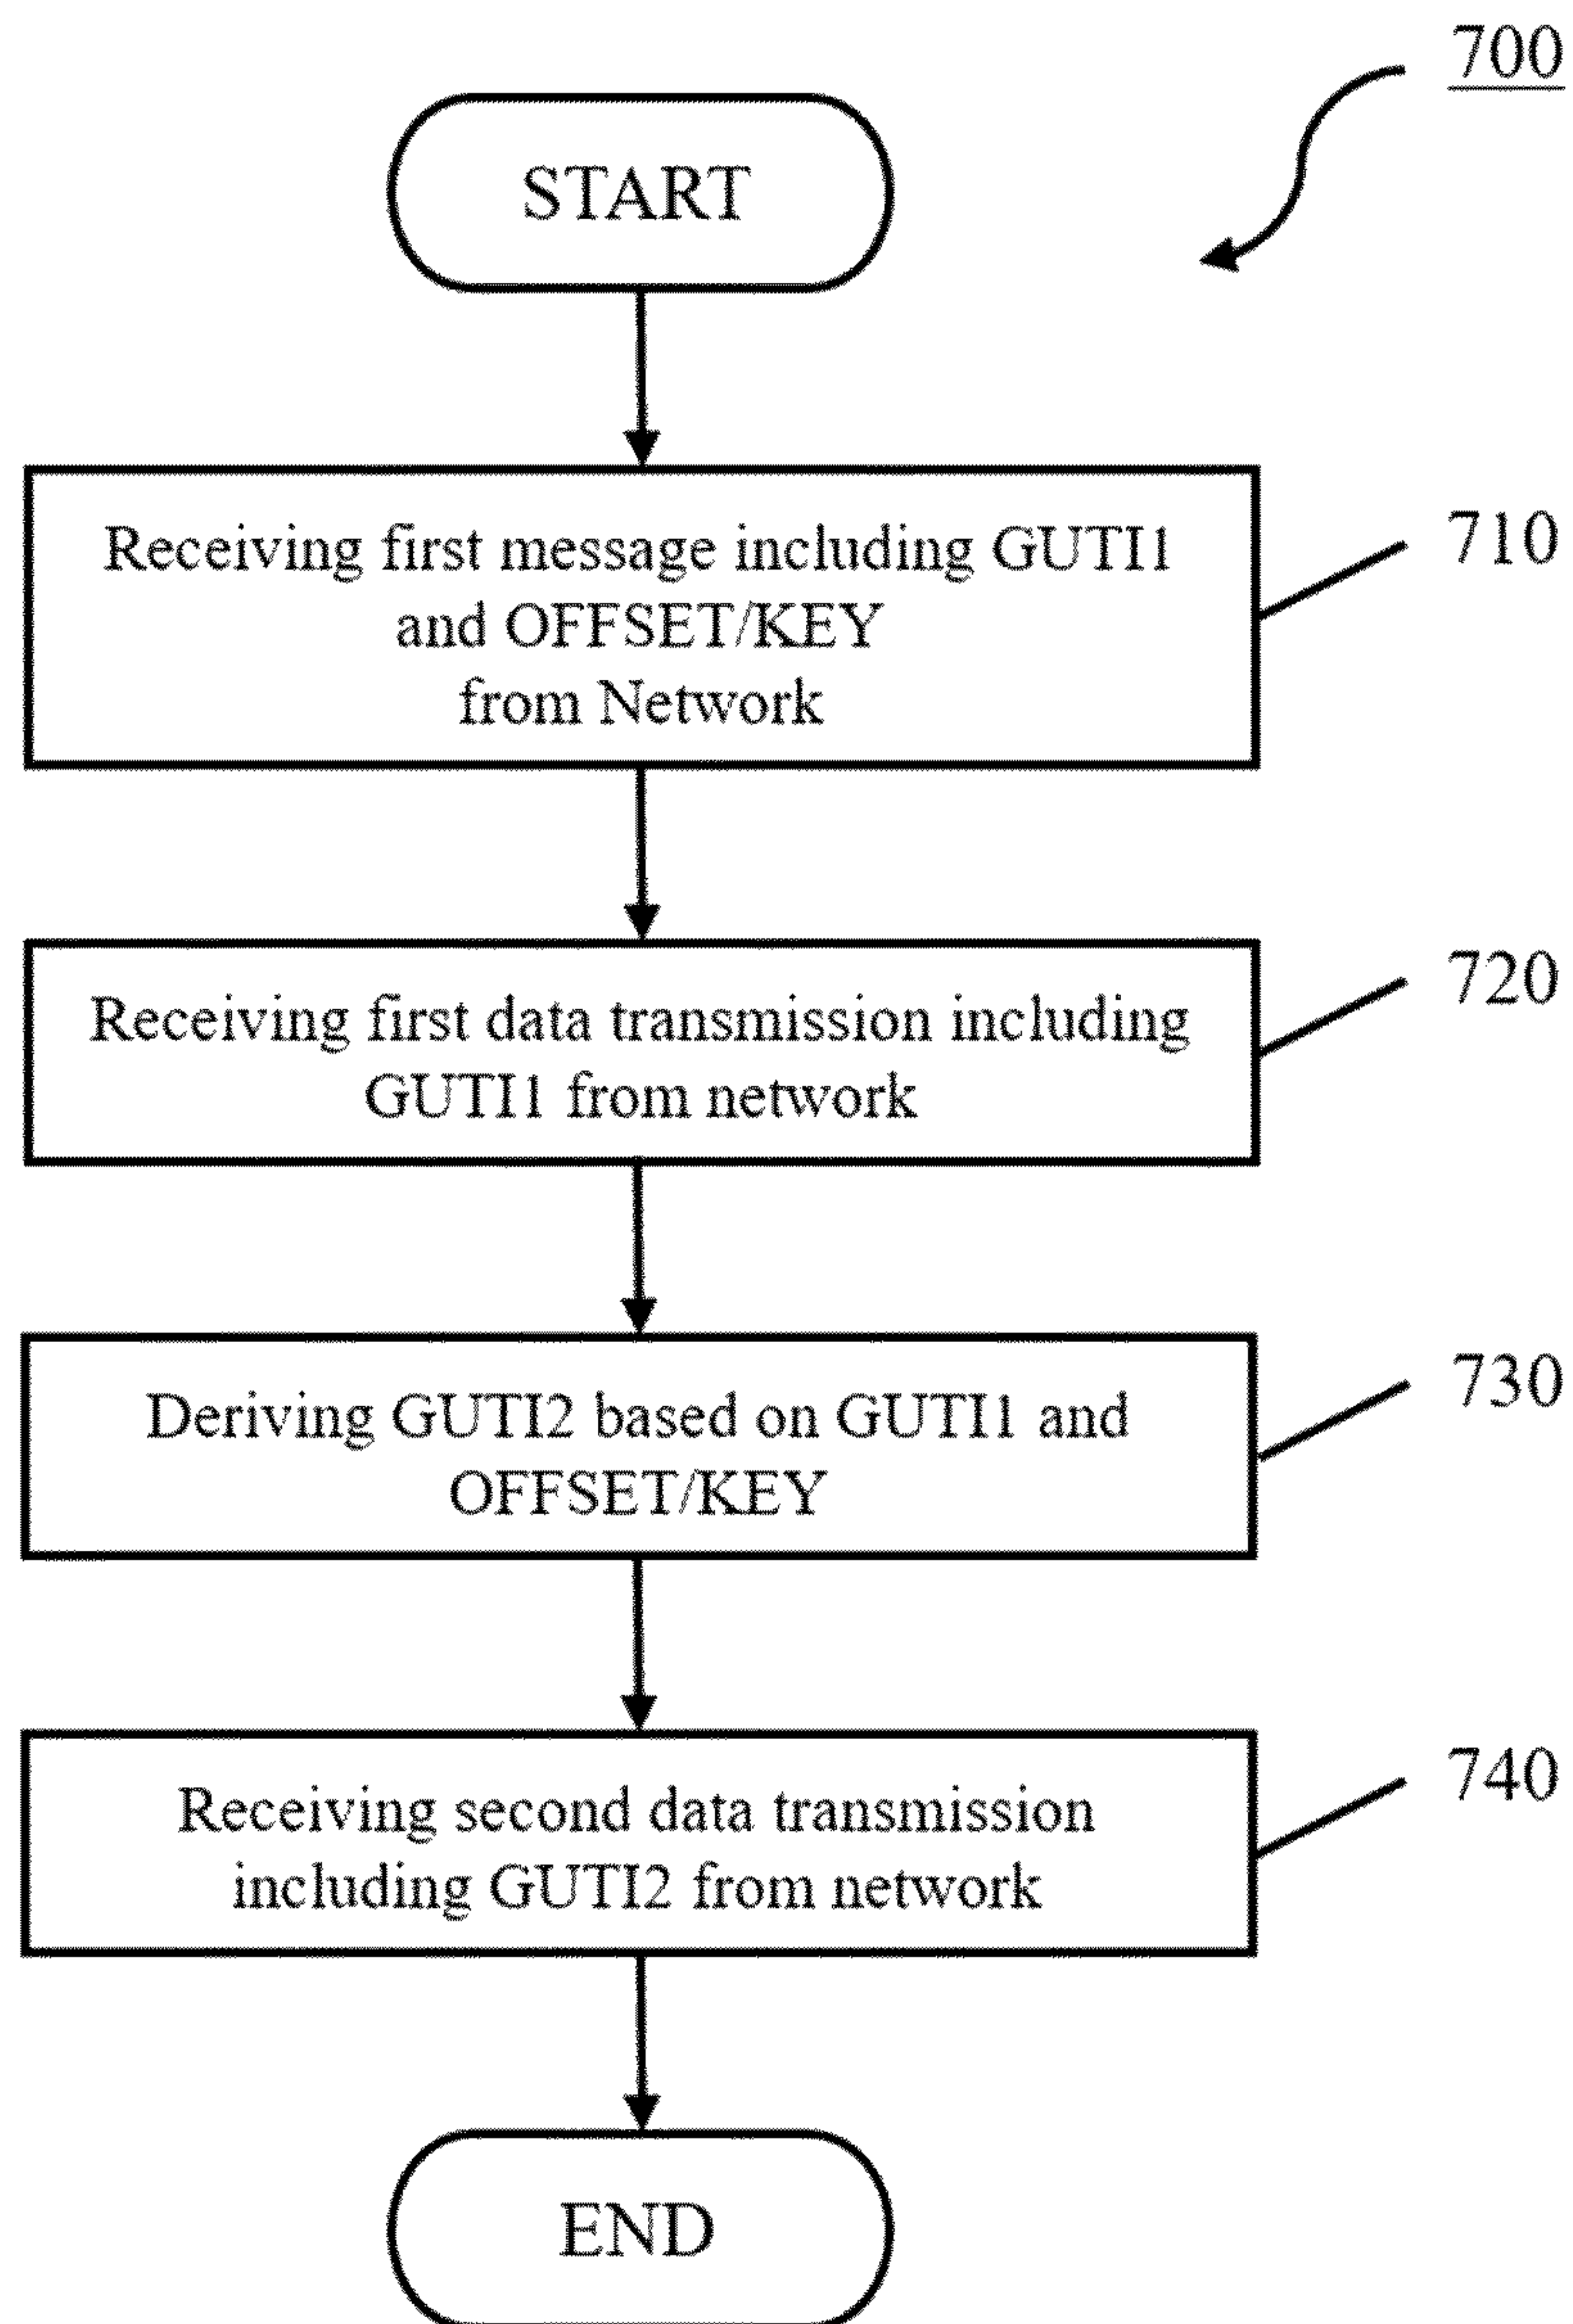 700
START
Receiving first message including GUTI1
and OFFSET/KEY
from Network
710
Receiving first data transmission including
GUTI1 from network
720
Deriving GUTI2 based on GUTI1 and
OFFSET/KEY
730
Receiving second data transmission
including GUTI2 from network
740
END